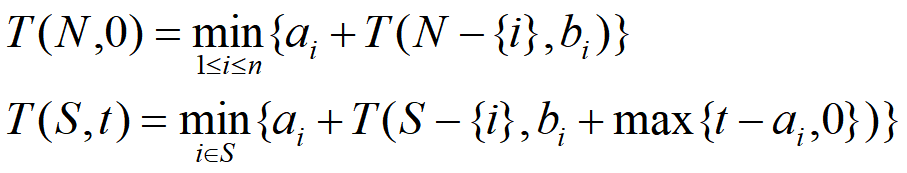 T(N,0) = min_{1≤i≤n}{a_i + T(N − {i}, b_i)}
T(S,t) = min_{i∈S}{a_i + T(S − {i}, b_i + max{t − a_i, 0})}